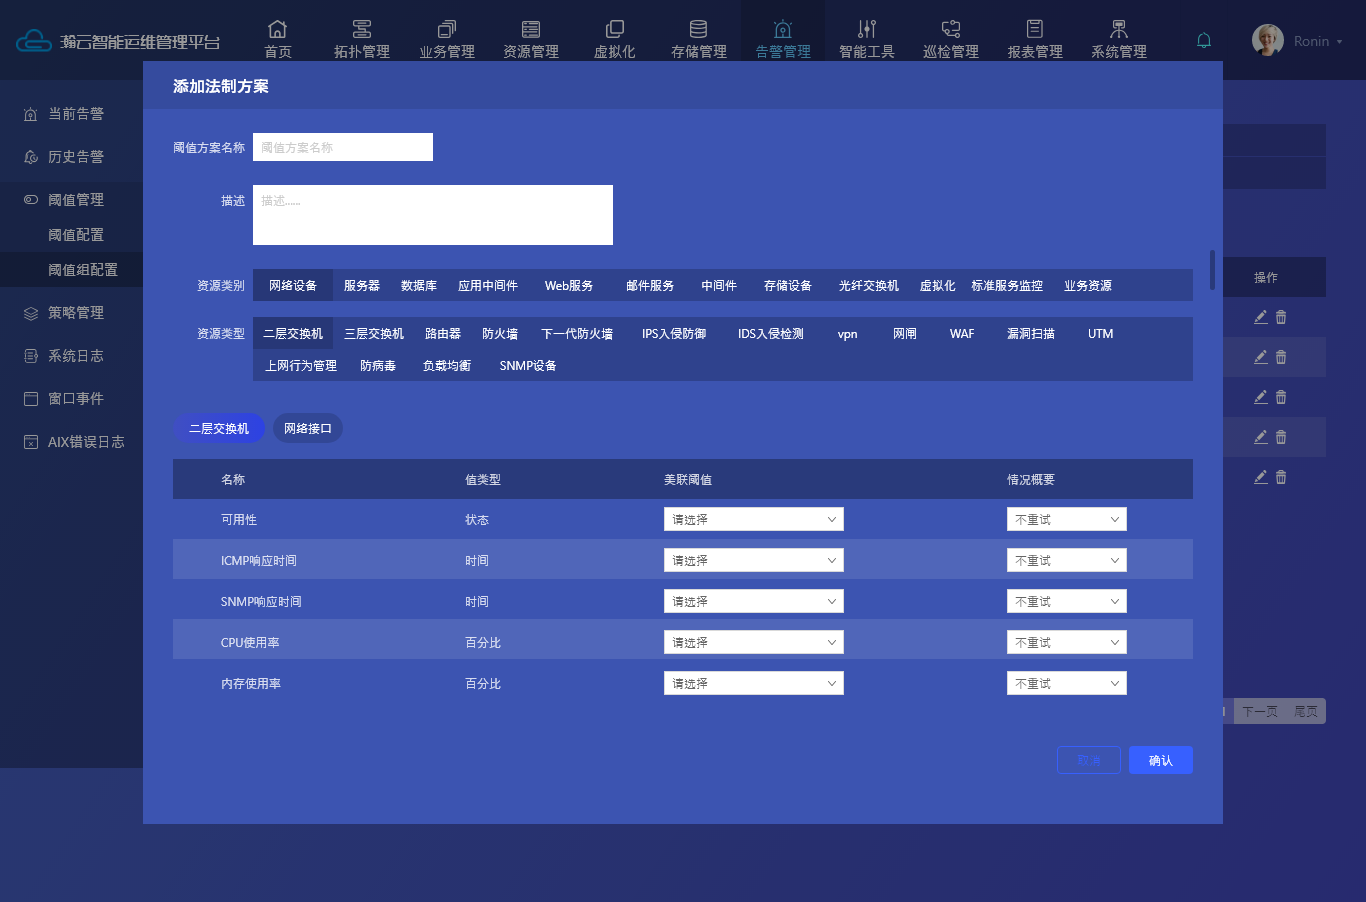 瀚云智能运维管理平台
首页 拓扑管理 业务管理 资源管理 虚拟化 存储管理 告警管理 智能工具 巡检管理 报表管理 系统管理 Ronin
添加法制方案
当前告警
历史告警
阈值管理
阈值配置
阈值组配置
策略管理
系统日志
窗口事件
AIX错误日志
阈值方案名称 阈值方案名称
描述 描述......
资源类别 网络设备 服务器 数据库 应用中间件 Web服务 邮件服务 中间件 存储设备 光纤交换机 虚拟化 标准服务监控 业务资源
操作
资源类型 二层交换机 三层交换机 路由器 防火墙 下一代防火墙 IPS入侵防御 IDS入侵检测 vpn 网闸 WAF 漏洞扫描 UTM
上网行为管理 防病毒 负载均衡 SNMP设备
二层交换机 网络接口
名称 值类型 美联阈值 情况概要
可用性 状态 请选择 不重试
ICMP响应时间 时间 请选择 不重试
SNMP响应时间 时间 请选择 不重试
CPU使用率 百分比 请选择 不重试
内存使用率 百分比 请选择 不重试
下一页 尾页
取消 确认